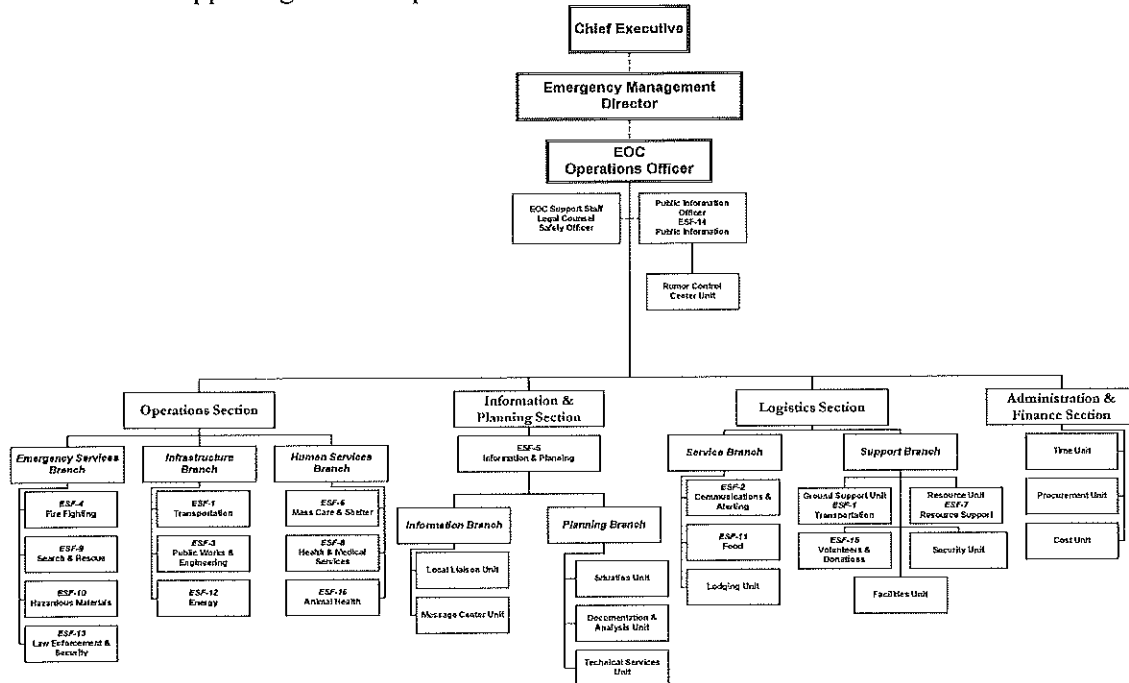 Chief Executive
Emergency Management
Director
EOC
Operations Officer
EOC Support Staff
Legal Counsel
Safety Officer
Public Information
Officer
ESF-14
Public Information
Rumor Control
Center Unit
Operations Section
Information &
Planning Section
Logistics Section
Administration &
Finance Section
Emergency Services
Branch
Infrastructure
Branch
Human Services
Branch
ESF-5
Information & Planning
Service Branch
Support Branch
Time Unit
Procurement Unit
Cost Unit
ESF-4
Fire Fighting
ESF-9
Search & Rescue
ESF-10
Hazardous Materials
ESF-13
Law Enforcement &
Security
ESF-1
Transportation
ESF-3
Public Works &
Engineering
ESF-12
Energy
ESF-6
Mass Care & Shelter
ESF-8
Health & Medical
Services
ESF-16
Animal Health
Information Branch
Local Liaison Unit
Message Center Unit
Planning Branch
Situation Unit
Documentation &
Analysis Unit
Technical Services
Unit
ESF-2
Communications &
Alerting
ESF-11
Food
Lodging Unit
Ground Support Unit
ESF-1
Transportation
Resource Unit
ESF-7
Resource Support
ESF-15
Volunteers &
Donations
Security Unit
Facilities Unit